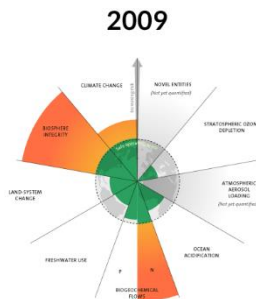 2009
CLIMATE CHANGE
NOVEL ENTITIES
(Not yet quantified)
STRATOSPHERIC OZONE
DEPLETION
ATMOSPHERIC
AEROSOL
LOADING
(Not yet quantified)
OCEAN
ACIDIFICATION
N
BIOGEOCHEMICAL
FLOWS
P
FRESHWATER USE
LAND-SYSTEM
CHANGE
BIOSPHERE
INTEGRITY